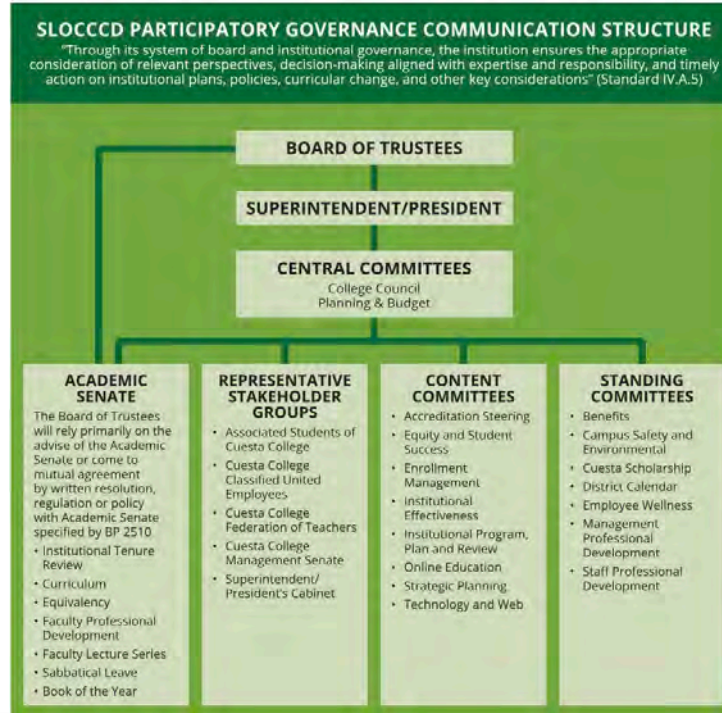 SLOCCCD PARTICIPATORY GOVERNANCE COMMUNICATION STRUCTURE
"Through its system of board and institutional governance, the institution ensures the appropriate
consideration of relevant perspectives, decision-making aligned with expertise and responsibility, and timely
action on institutional plans, policies, curricular change, and other key considerations" (Standard IV.A.5)
BOARD OF TRUSTEES
SUPERINTENDENT/PRESIDENT
CENTRAL COMMITTEES
College Council
Planning & Budget
ACADEMIC
SENATE
The Board of Trustees
will rely primarily on the
advise of the Academic
Senate or come to
mutual agreement
by written resolution,
regulation or policy
with Academic Senate
specified by BP 2510
• Institutional Tenure
Review
• Curriculum
• Equivalency
• Faculty Professional
Development
• Faculty Lecture Series
• Sabbatical Leave
• Book of the Year
REPRESENTATIVE
STAKEHOLDER
GROUPS
• Associated Students of
Cuesta College
• Cuesta College
Classified United
Employees
• Cuesta College
Federation of Teachers
• Cuesta College
Management Senate
• Superintendent/
President's Cabinet
CONTENT
COMMITTEES
• Accreditation Steering
• Equity and Student
Success
• Enrollment
Management
• Institutional
Effectiveness
• Institutional Program,
Plan and Review
• Online Education
• Strategic Planning
• Technology and Web
STANDING
COMMITTEES
• Benefits
• Campus Safety and
Environmental
• Cuesta Scholarship
• District Calendar
• Employee Wellness
• Management
Professional
Development
• Staff Professional
Development